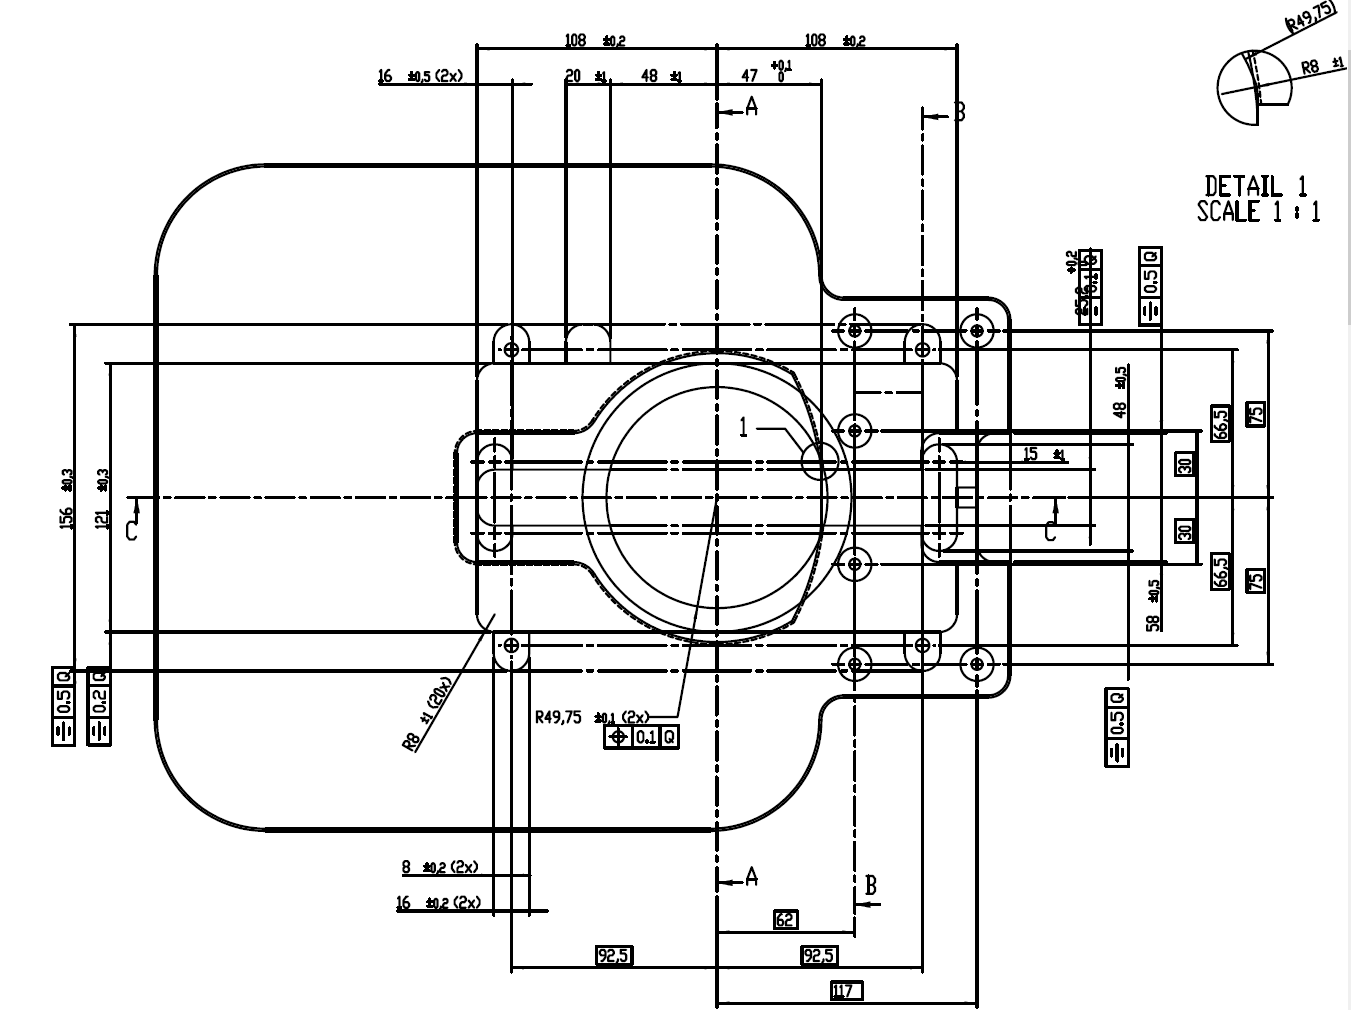 108 ±0,2
108 ±0,2
16 ±0,5 (2x)
20 ±1
48 ±1
47 +0,1
0
A
B
R49,75)
R8 ±1
DETAIL 1
SCALE 1 : 1
+0,2
0.1 Q
0.5 Q
48 ±0,5
66,5
75
1
15 ±1
30
156 ±0,3
121 ±0,3
C
C
30
66,5
75
58 ±0,5
0.5 Q
0.2 Q
R8 ±1 (20x)
R49,75 ±0,1 (2x)
⌖ 0.1 Q
0.5 Q
8 ±0,2 (2x)
16 ±0,2 (2x)
A
B
62
92,5
92,5
117